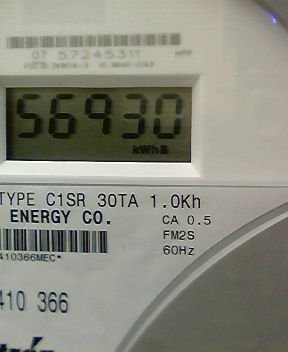 07 57245311
56930
kWh
TYPE C1SR 30TA 1.0Kh
ENERGY CO.
CA 0.5
FM2S
60Hz
410366MEC*
410 366